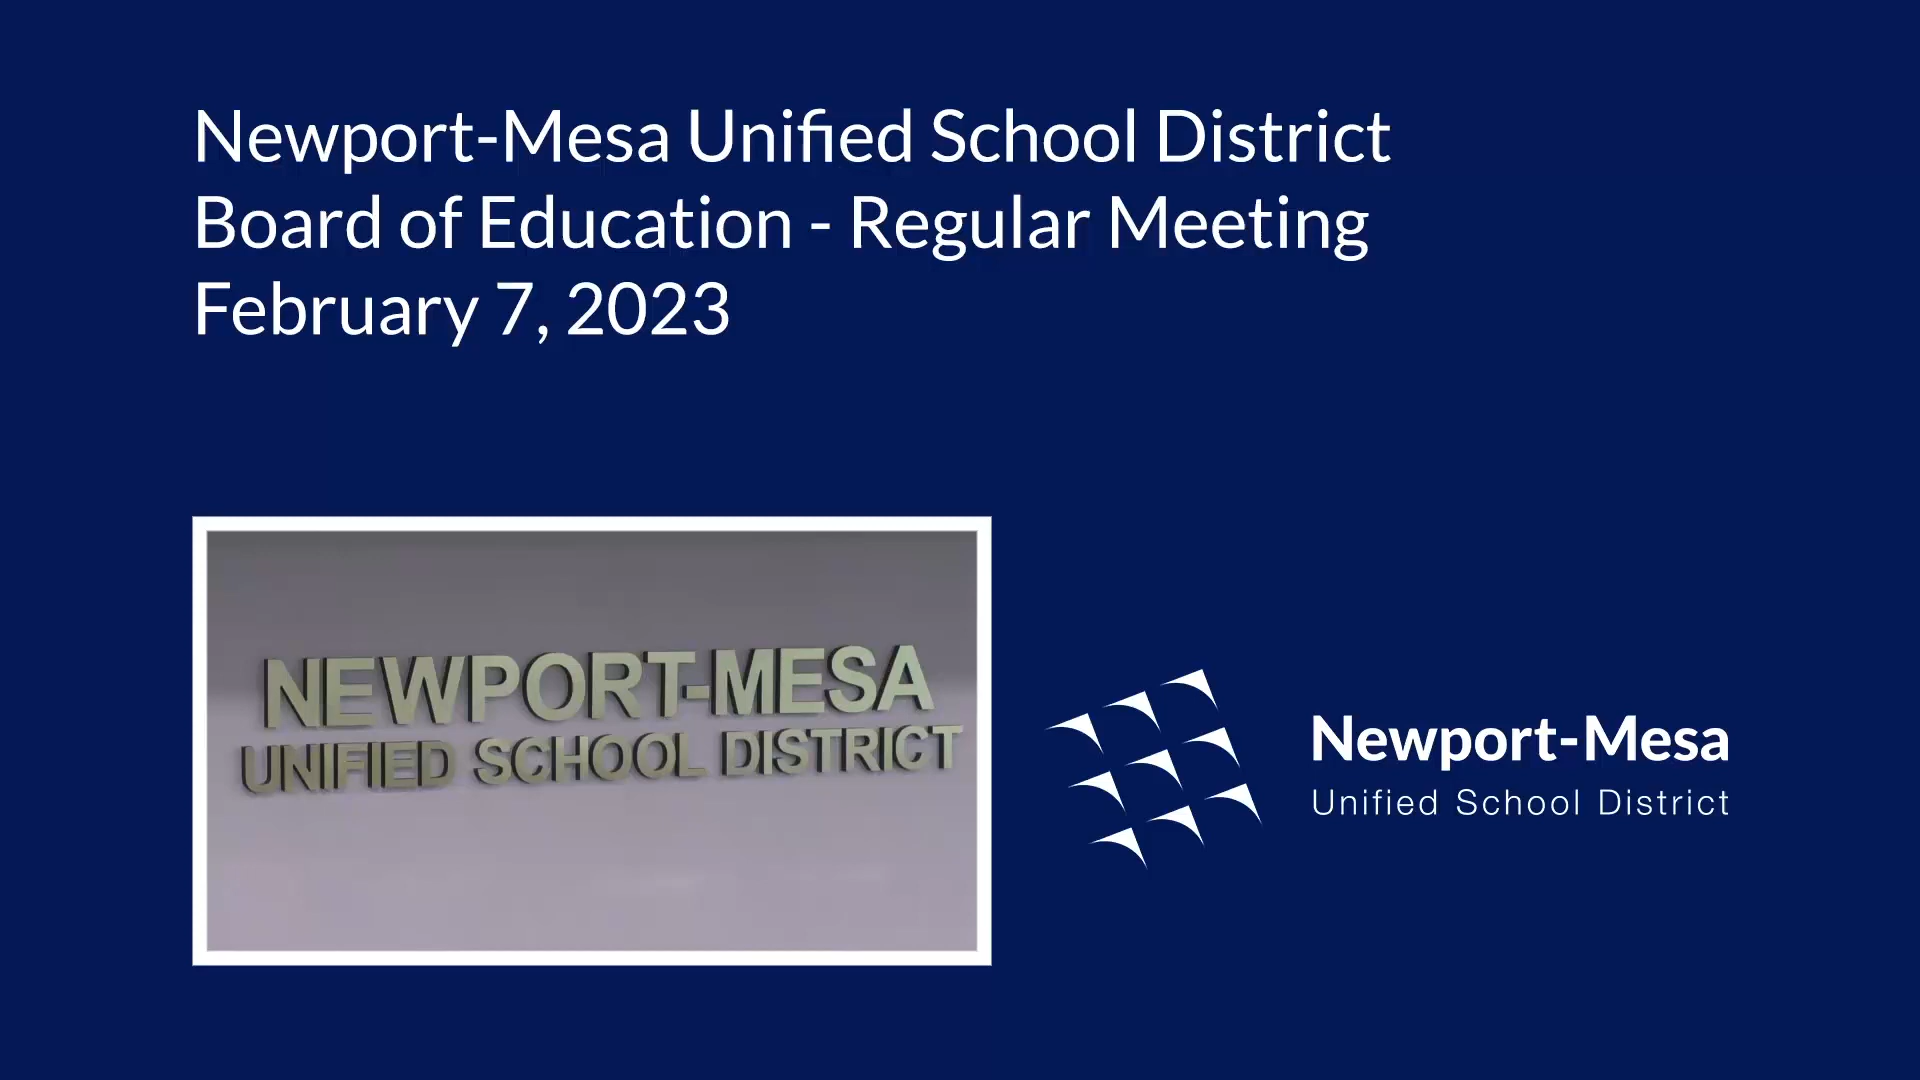 Newport-Mesa Unified School District
Board of Education - Regular Meeting
February 7, 2023
NEWPORT-MESA
UNIFIED SCHOOL DISTRICT
Newport-Mesa
Unified School District